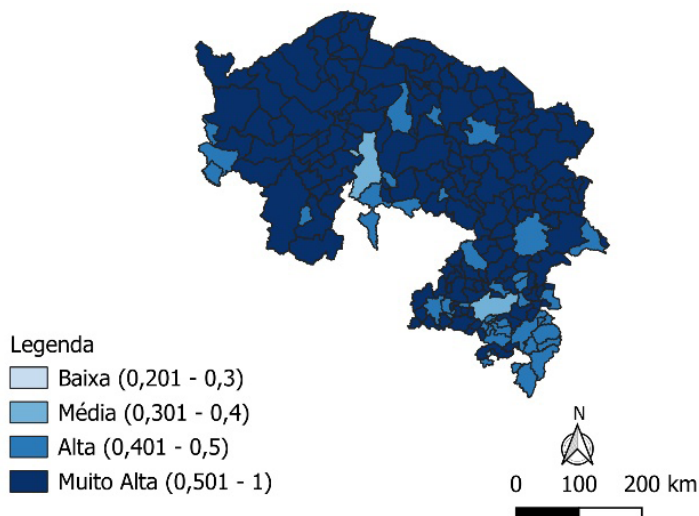 Legenda
Baixa (0,201 - 0,3)
Média (0,301 - 0,4)
Alta (0,401 - 0,5)
Muito Alta (0,501 - 1)
N
0 100 200 km